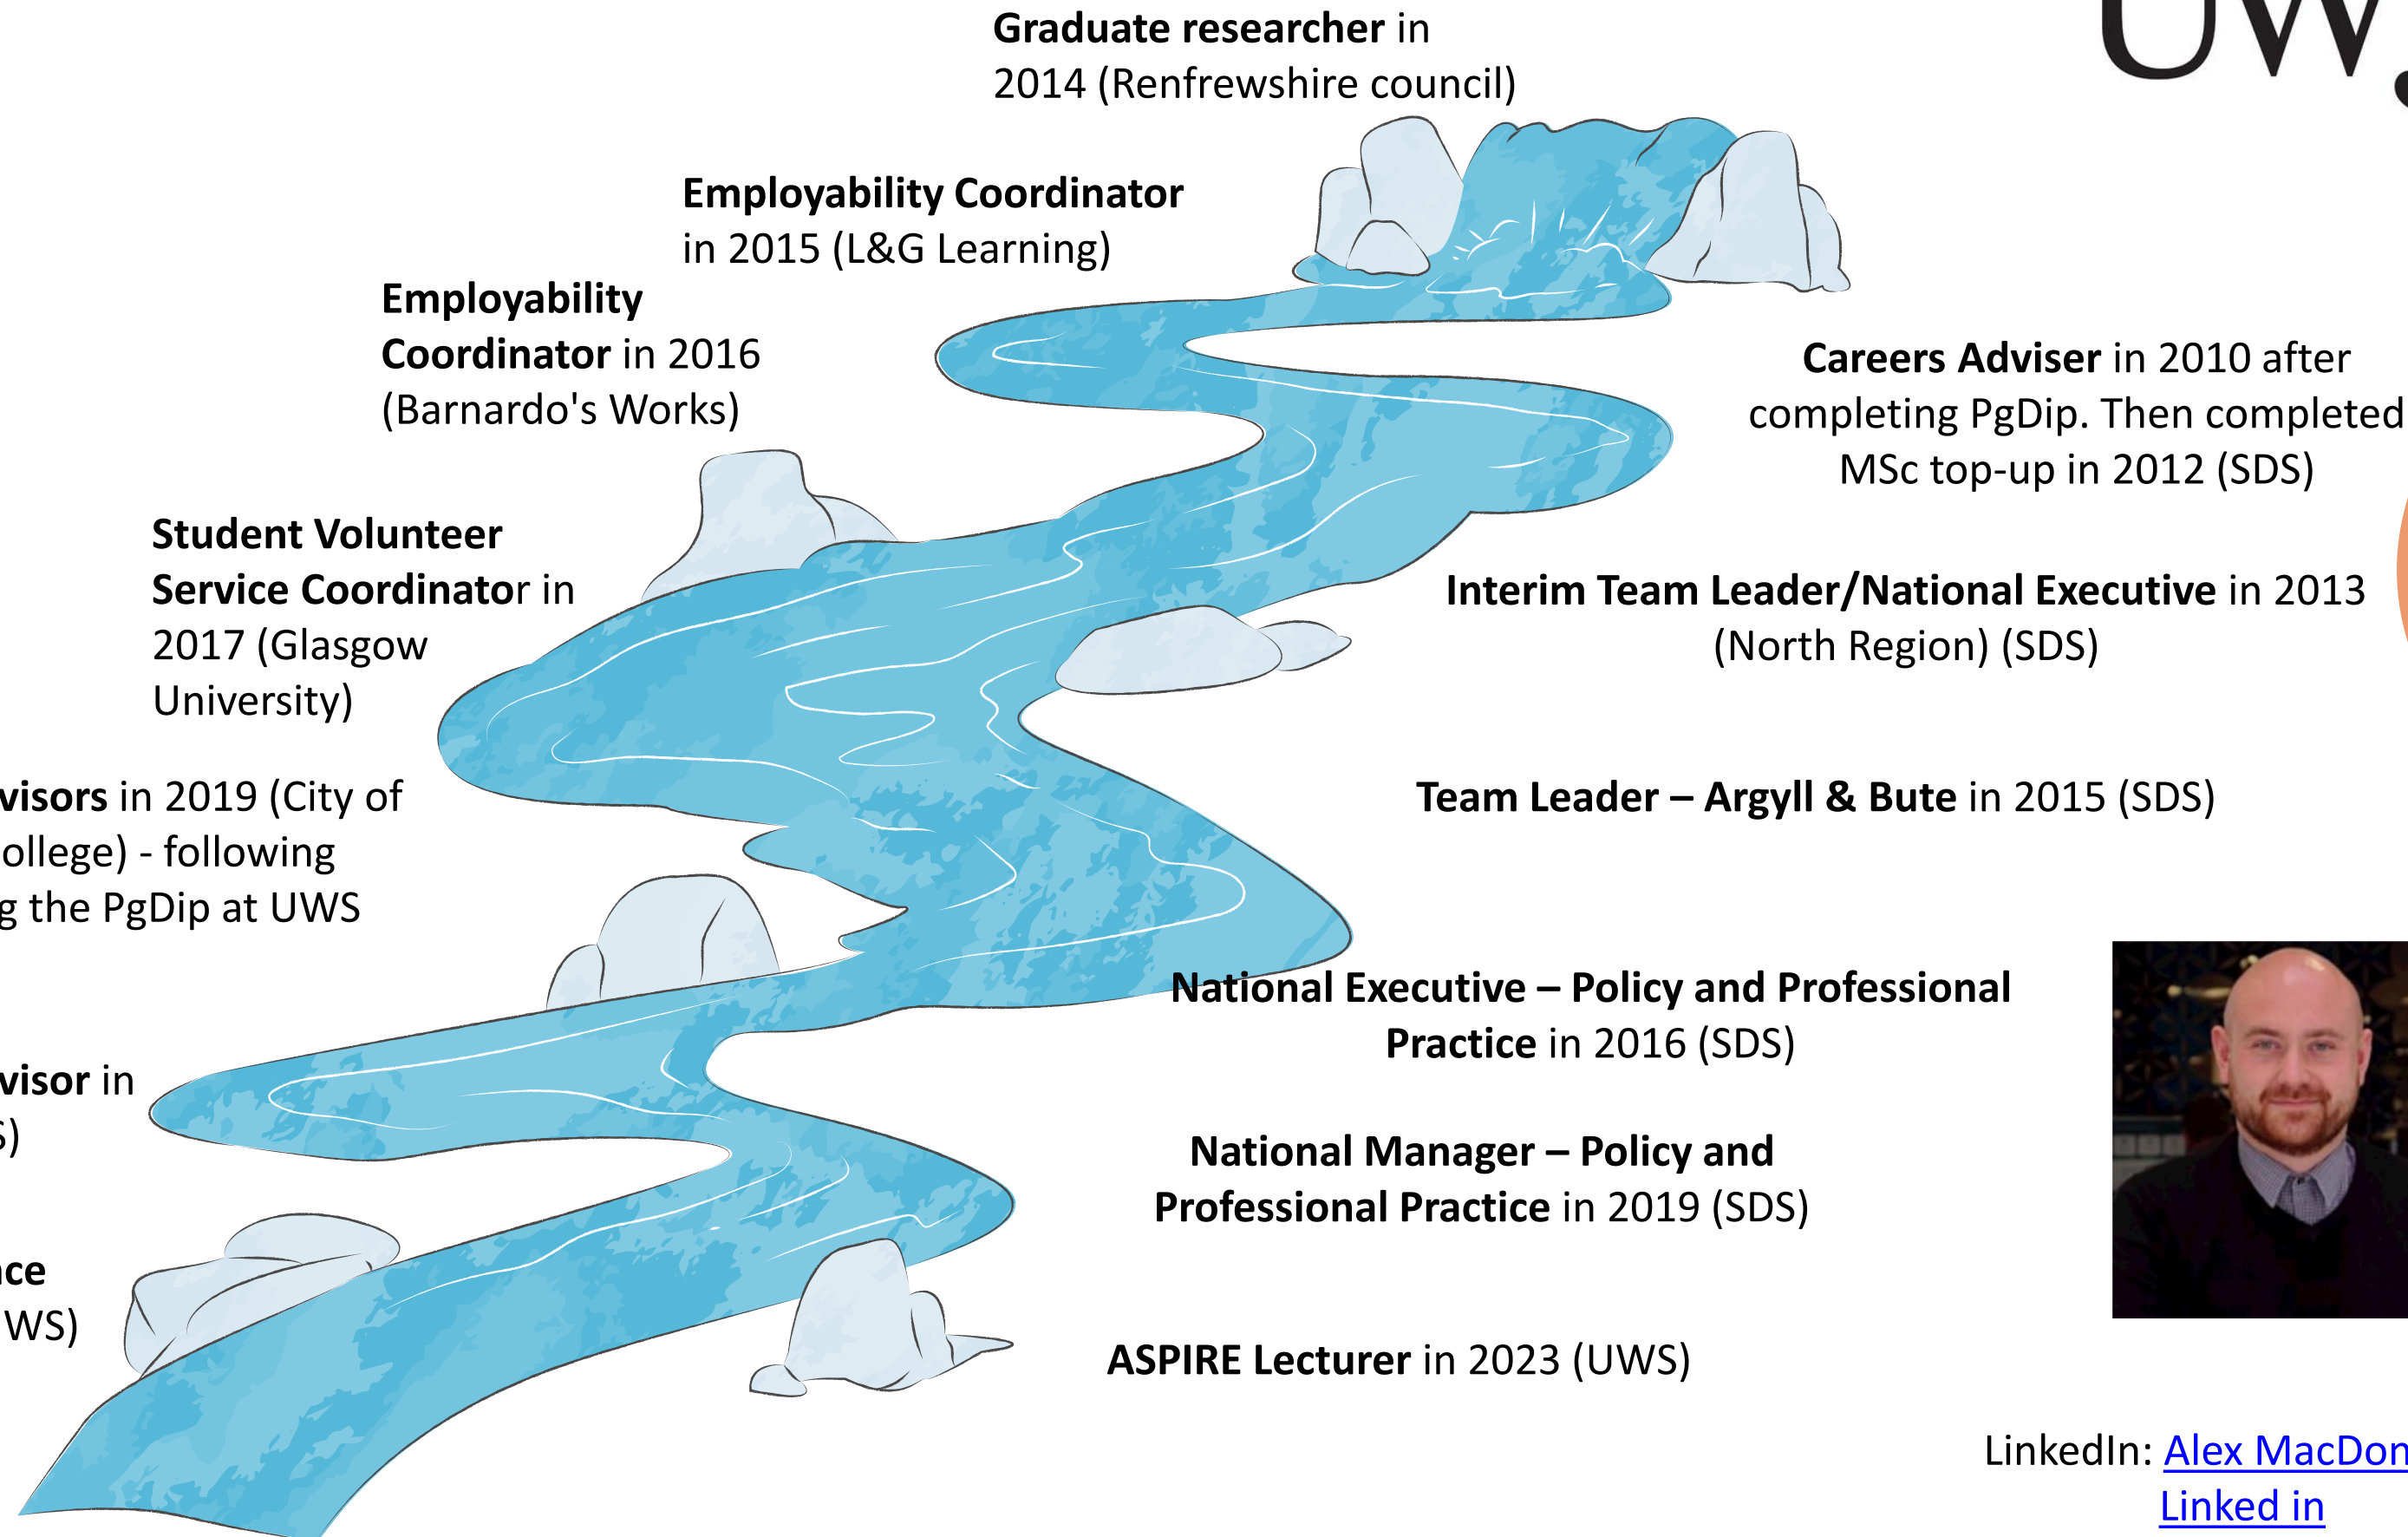 UW
Graduate researcher in
2014 (Renfrewshire council)
Employability Coordinator
in 2015 (L&G Learning)
Employability
Coordinator in 2016
(Barnardo's Works)
Student Volunteer
Service Coordinator in
2017 (Glasgow
University)
visors in 2019 (City of
ollege) - following
g the PgDip at UWS
visor in
S)
ce
WS)
Careers Adviser in 2010 after
completing PgDip. Then completed
MSc top-up in 2012 (SDS)
Interim Team Leader/National Executive in 2013
(North Region) (SDS)
Team Leader – Argyll & Bute in 2015 (SDS)
National Executive – Policy and Professional
Practice in 2016 (SDS)
National Manager – Policy and
Professional Practice in 2019 (SDS)
ASPIRE Lecturer in 2023 (UWS)
LinkedIn: Alex MacDon
Linked in